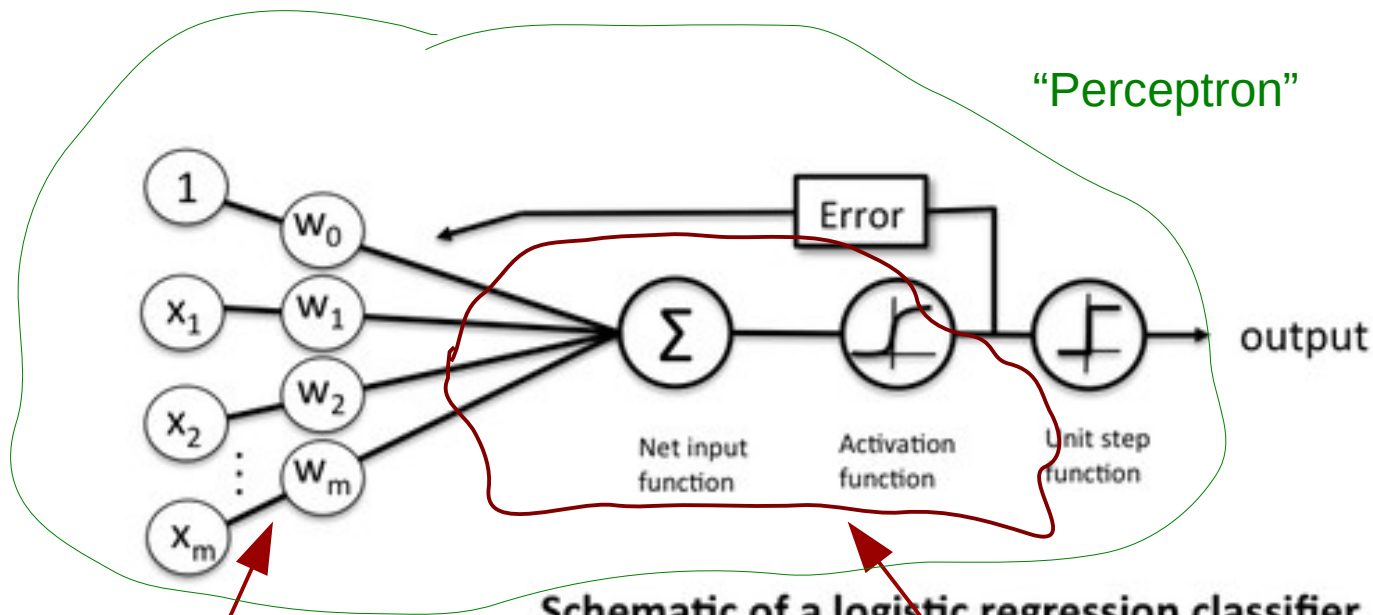 “Perceptron”
1
w0
Error
x1
w1
Σ
output
x2
w2
Net input
function
Activation
function
Unit step
function
⋮
wm
xm
Schematic of a logistic regression classifier